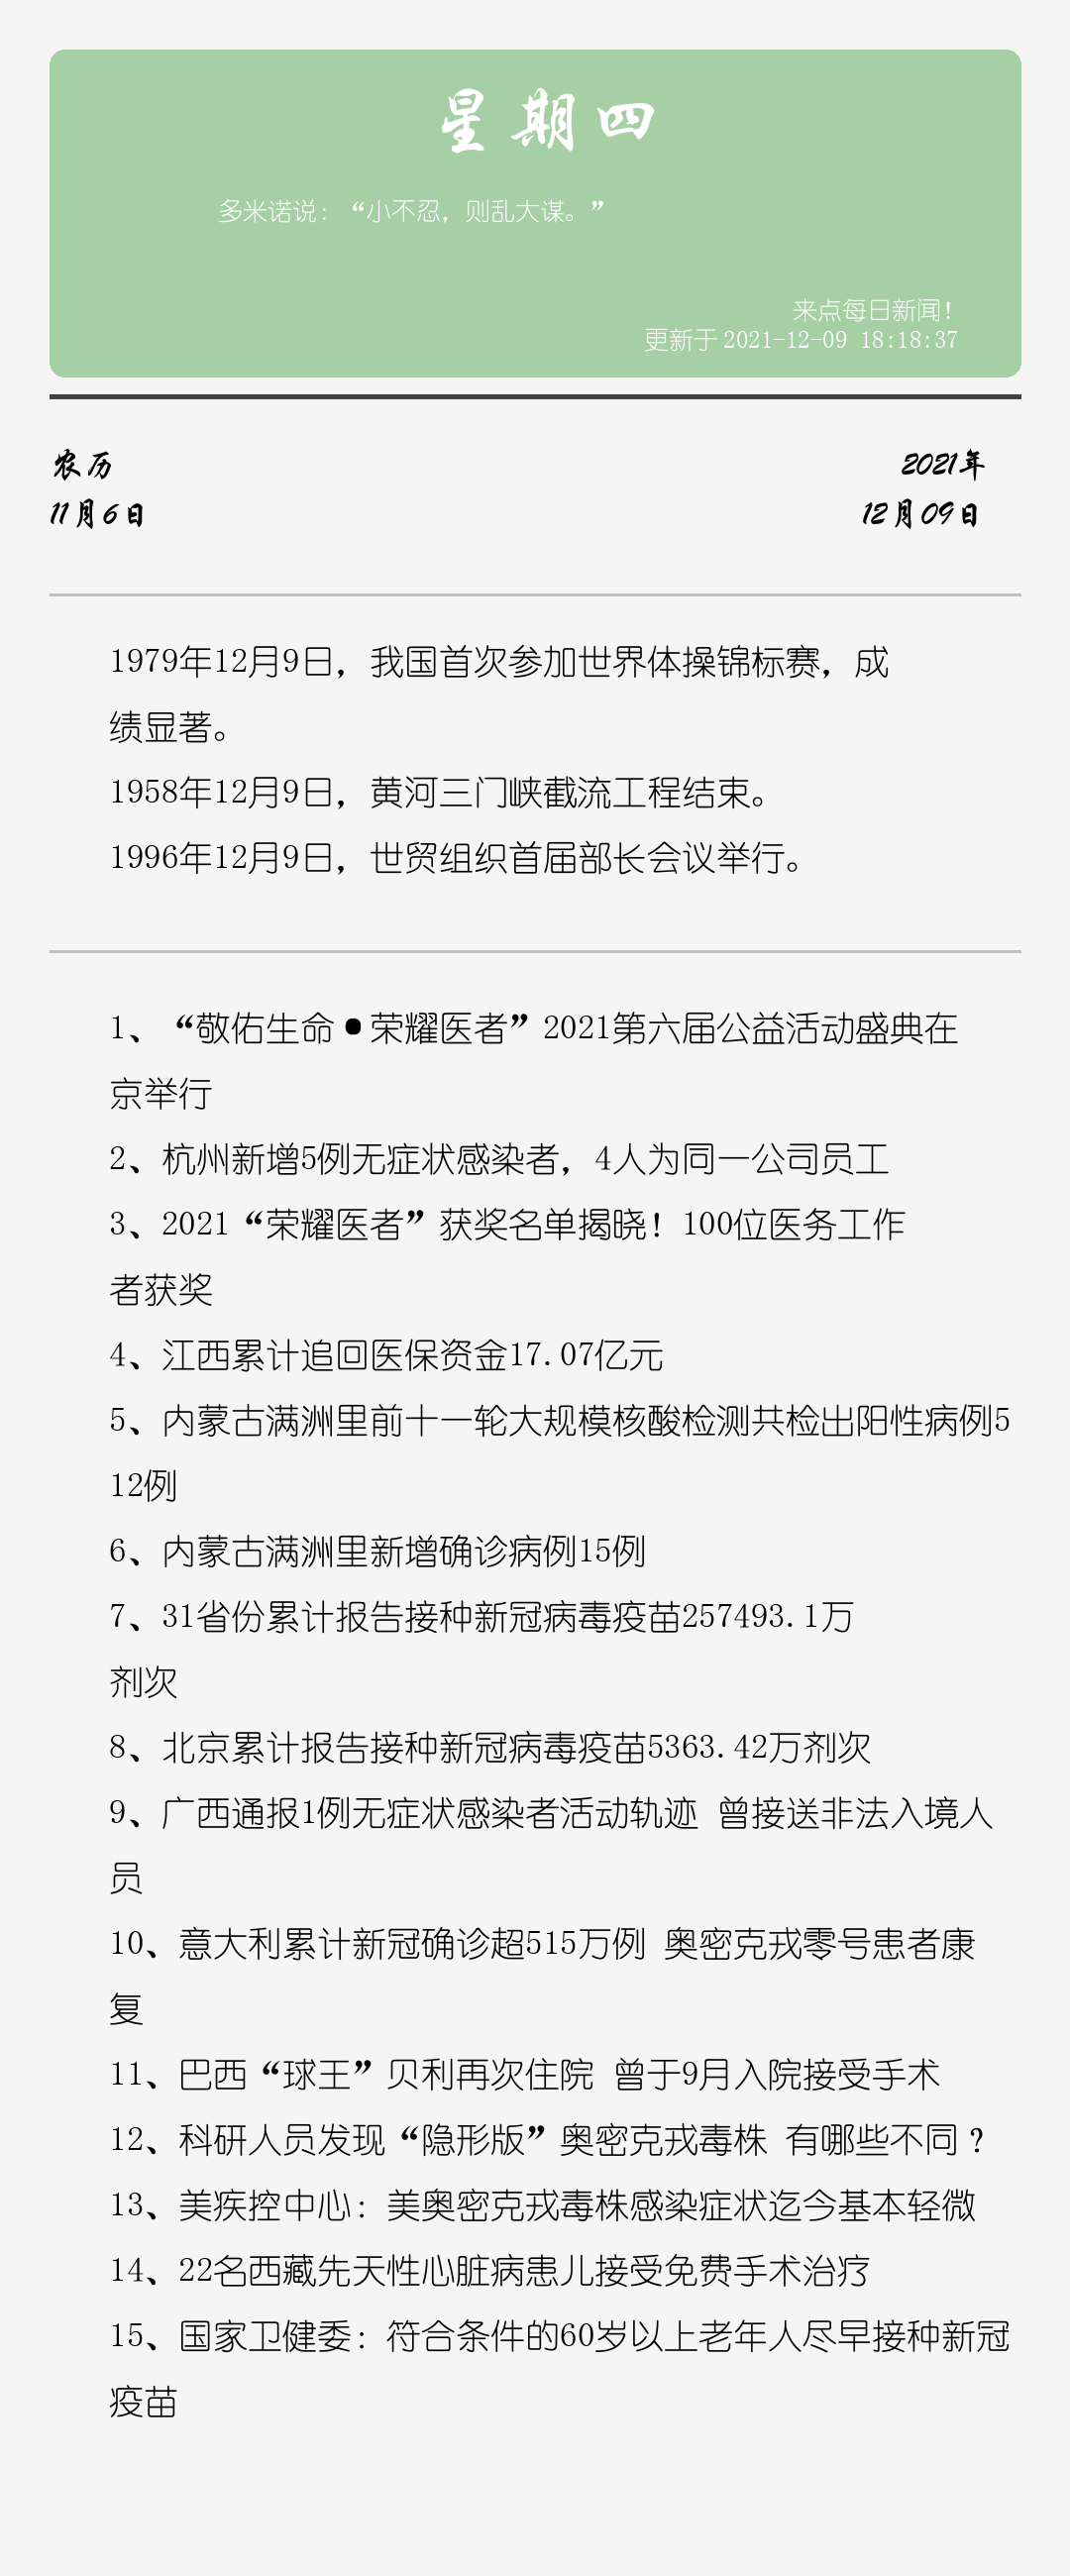 星期四
多米诺说：“小不忍，则乱大谋。”
来点每日新闻！
更新于 2021-12-09 18:18:37
农历
2021年
11月6日
12月09日
1979年12月9日，我国首次参加世界体操锦标赛，成
绩显著。
1958年12月9日，黄河三门峡截流工程结束。
1996年12月9日，世贸组织首届部长会议举行。
1、“敬佑生命•荣耀医者”2021第六届公益活动盛典在
京举行
2、杭州新增5例无症状感染者，4人为同一公司员工
3、2021“荣耀医者”获奖名单揭晓！100位医务工作
者获奖
4、江西累计追回医保资金17.07亿元
5、内蒙古满洲里前十一轮大规模核酸检测共检出阳性病例5
12例
6、内蒙古满洲里新增确诊病例15例
7、31省份累计报告接种新冠病毒疫苗257493.1万
剂次
8、北京累计报告接种新冠病毒疫苗5363.42万剂次
9、广西通报1例无症状感染者活动轨迹 曾接送非法入境人
员
10、意大利累计新冠确诊超515万例 奥密克戎零号患者康
复
11、巴西“球王”贝利再次住院 曾于9月入院接受手术
12、科研人员发现“隐形版”奥密克戎毒株 有哪些不同？
13、美疾控中心：美奥密克戎毒株感染症状迄今基本轻微
14、22名西藏先天性心脏病患儿接受免费手术治疗
15、国家卫健委：符合条件的60岁以上老年人尽早接种新冠
疫苗